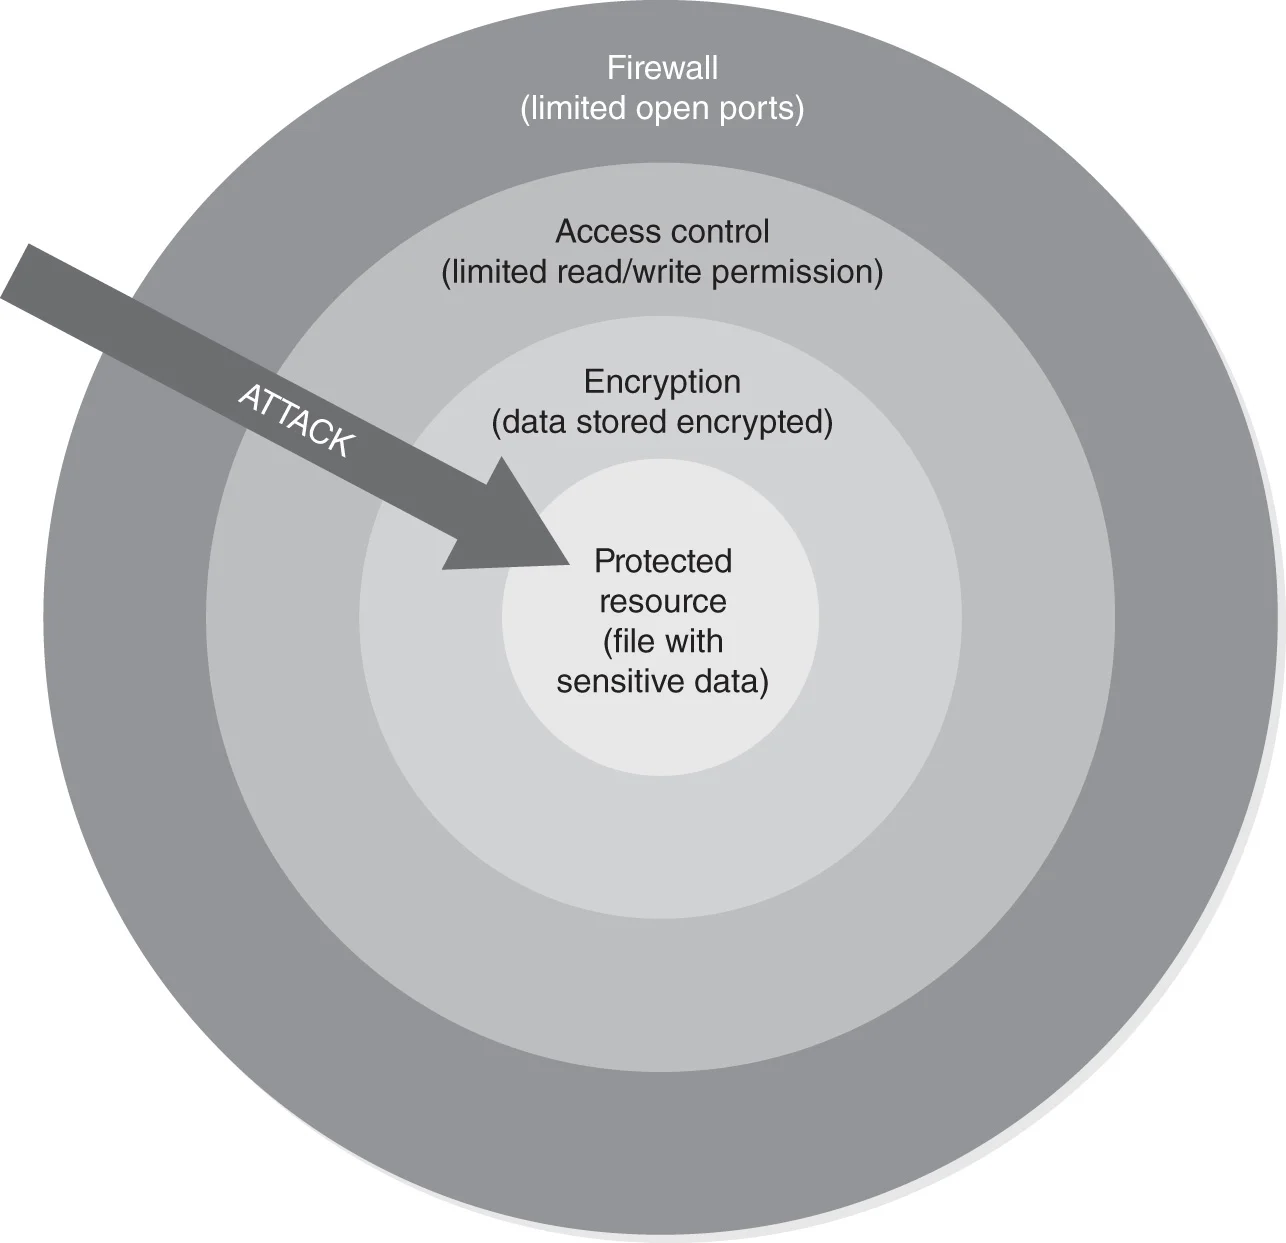 Firewall
(limited open ports)
Access control
(limited read/write permission)
Encryption
(data stored encrypted)
ATTACK
Protected
resource
(file with
sensitive data)